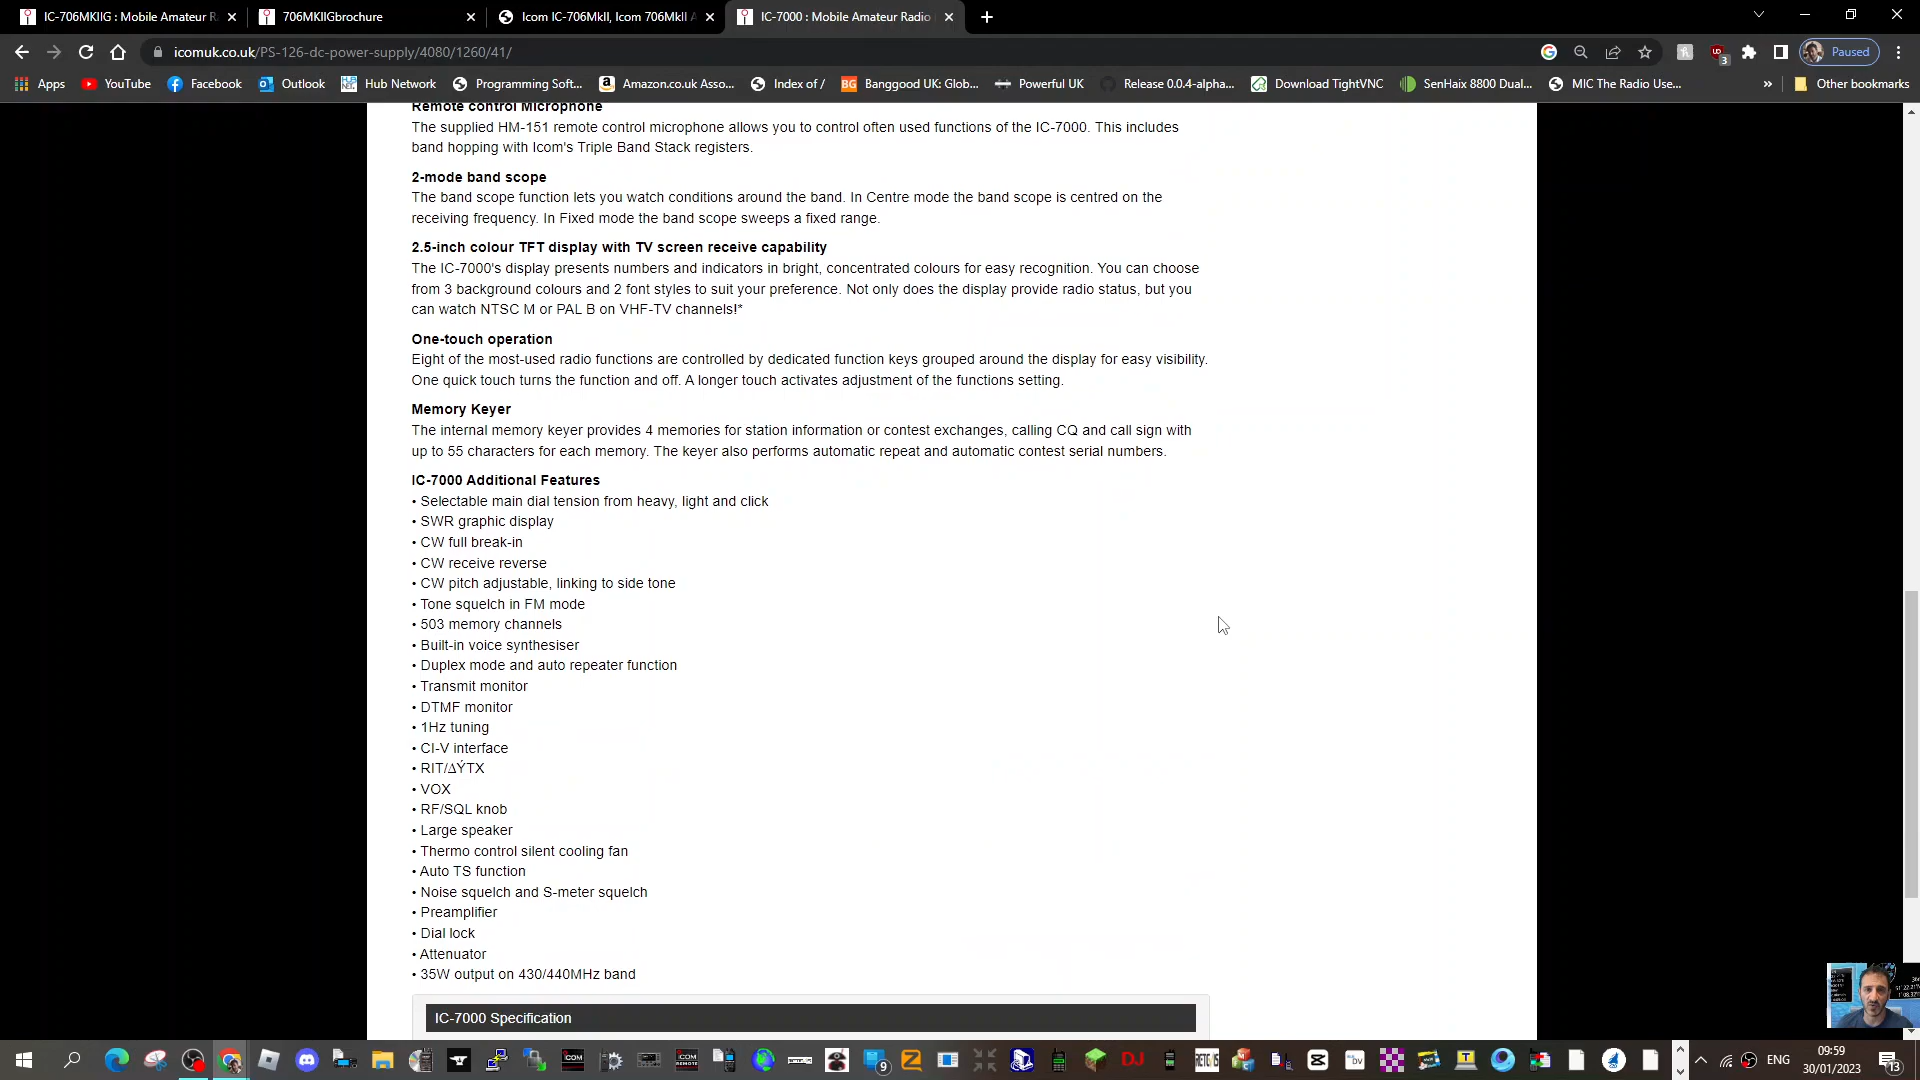 IC-706MKIIG : Mobile Amateur R
706MKIIGbrochure
Icom IC-706MkII, Icom 706MkII A
IC-7000 : Mobile Amateur Radio
icomuk.co.uk/PS-126-dc-power-supply/4080/1260/41/
Paused
Apps
YouTube
Facebook
Outlook
Hub Network
Programming Soft...
Amazon.co.uk Asso...
Index of /
Banggood UK: Glob...
Powerful UK
Release 0.0.4-alpha...
Download TightVNC
SenHaix 8800 Dual...
MIC The Radio Use...
Other bookmarks
Remote control Microphone
The supplied HM-151 remote control microphone allows you to control often used functions of the IC-7000. This includes
band hopping with Icom's Triple Band Stack registers.
2-mode band scope
The band scope function lets you watch conditions around the band. In Centre mode the band scope is centred on the
receiving frequency. In Fixed mode the band scope sweeps a fixed range.
2.5-inch colour TFT display with TV screen receive capability
The IC-7000's display presents numbers and indicators in bright, concentrated colours for easy recognition. You can choose
from 3 background colours and 2 font styles to suit your preference. Not only does the display provide radio status, but you
can watch NTSC M or PAL B on VHF-TV channels!*
One-touch operation
Eight of the most-used radio functions are controlled by dedicated function keys grouped around the display for easy visibility.
One quick touch turns the function and off. A longer touch activates adjustment of the functions setting.
Memory Keyer
The internal memory keyer provides 4 memories for station information or contest exchanges, calling CQ and call sign with
up to 55 characters for each memory. The keyer also performs automatic repeat and automatic contest serial numbers.
IC-7000 Additional Features
• Selectable main dial tension from heavy, light and click
• SWR graphic display
• CW full break-in
• CW receive reverse
• CW pitch adjustable, linking to side tone
• Tone squelch in FM mode
• 503 memory channels
• Built-in voice synthesiser
• Duplex mode and auto repeater function
• Transmit monitor
• DTMF monitor
• 1Hz tuning
• CI-V interface
• RIT/∆ÝTX
• VOX
• RF/SQL knob
• Large speaker
• Thermo control silent cooling fan
• Auto TS function
• Noise squelch and S-meter squelch
• Preamplifier
• Dial lock
• Attenuator
• 35W output on 430/440MHz band
IC-7000 Specification
ENG
09:59
30/01/2023
13